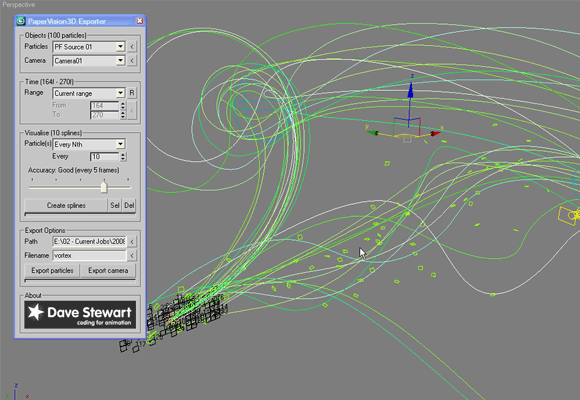 Perspective
PaperVision3D Exporter
Objects (100 particles)
Particles PF Source 01 <
Camera Camera01 <
Time (164f - 270f)
Range Current range R
From 164
To 270
Visualise (10 splines)
Particle(s) Every Nth
Every 10
Accuracy: Good (every 5 frames)
Create splines Sel Del
Export Options
Path E:\02 - Current Jobs\2008 <
Filename vortex <
Export particles Export camera
About
Dave Stewart
coding for animation
z
x
y
z
x